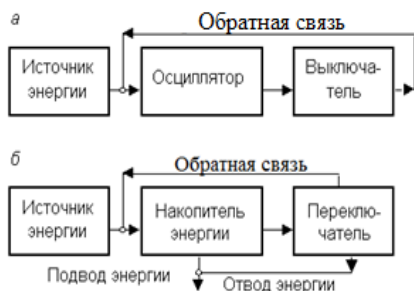 а
Обратная связь
Источник
энергии
Осциллятор
Выключа-
тель
б
Обратная связь
Источник
энергии
Накопитель
энергии
Переклю-
чатель
Подвод энергии
Отвод энергии